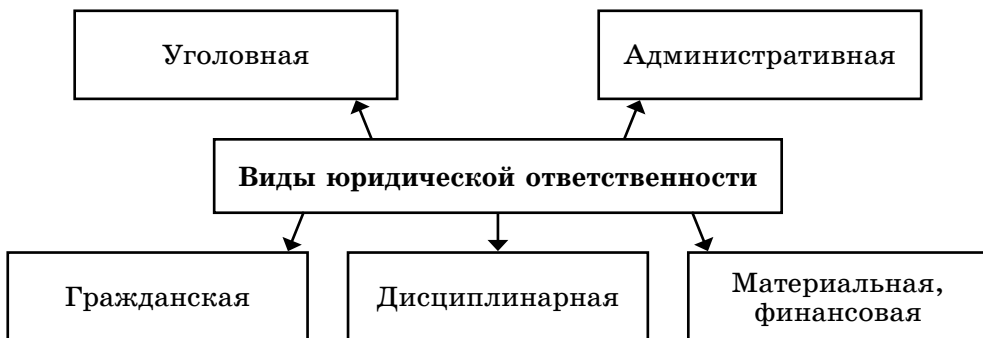 Уголовная
Административная
Виды юридической ответственности
Гражданская
Дисциплинарная
Материальная,
финансовая